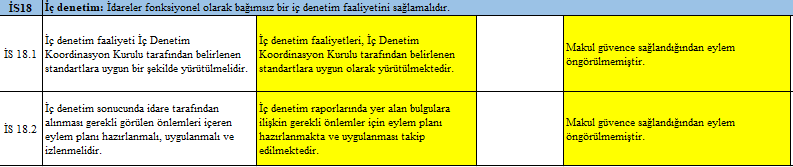 İS18 İç denetim: İdareler fonksiyonel olarak bağımsız bir iç denetim faaliyetini sağlamalıdır.
İS 18.1
İç denetim faaliyeti İç Denetim
Koordinasyon Kurulu tarafından belirlenen
standartlara uygun bir şekilde yürütülmelidir.
İç denetim faaliyetleri, İç Denetim
Koordinasyon Kurulu tarafından belirlenen
standartlara uygun olarak yürütülmektedir.
Makul güvence sağlandığından eylem
öngörülmemiştir.
İS 18.2
İç denetim sonucunda idare tarafından
alınması gerekli görülen önlemleri içeren
eylem planı hazırlanmalı, uygulanmalı ve
izlenmelidir.
İç denetim raporlarında yer alan bulgulara
ilişkin gerekli önlemler için eylem planı
hazırlanmakta ve uygulanması takip
edilmektedir.
Makul güvence sağlandığından eylem
öngörülmemiştir.